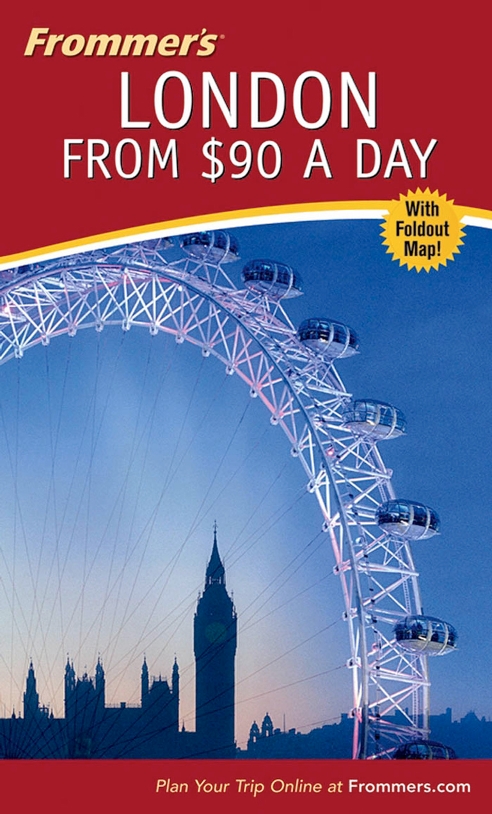 Frommer's®
LONDON
FROM $90 A DAY
With
Foldout
Map!
Plan Your Trip Online at Frommers.com